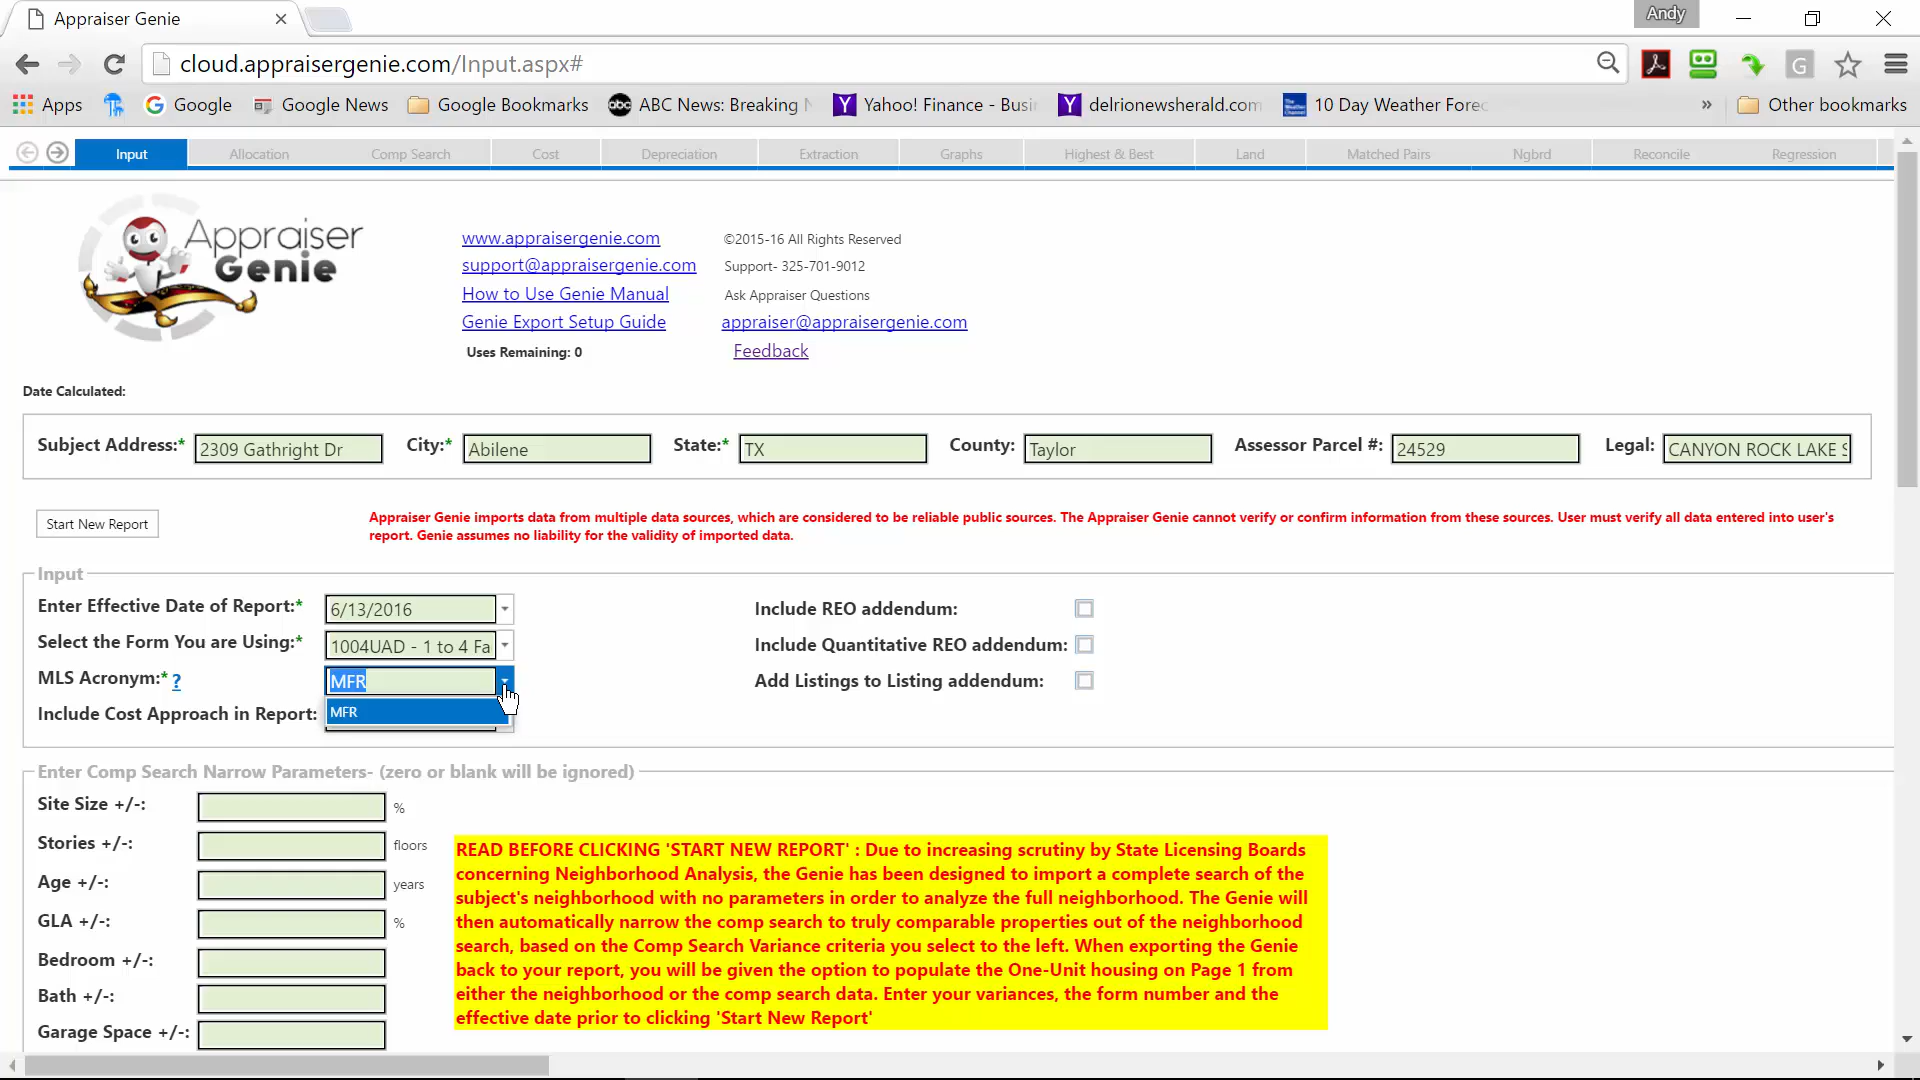 Appraiser Genie
Andy
cloud.appraisergenie.com/Input.aspx#
Apps Google Google News Google Bookmarks abc ABC News: Breaking Yahoo! Finance - Busi delrionewsherald.com 10 Day Weather Forec » Other bookmarks
Input Allocation Comp Search Cost Depreciation Extraction Graphs Highest & Best Land Matched Pairs Ngbrd Reconcile Regression
Appraiser
Genie
www.appraisergenie.com ©2015-16 All Rights Reserved
support@appraisergenie.com Support- 325-701-9012
How to Use Genie Manual Ask Appraiser Questions
Genie Export Setup Guide appraiser@appraisergenie.com
Uses Remaining: 0 Feedback
Date Calculated:
Subject Address:* 2309 Gathright Dr City:* Abilene State:* TX County: Taylor Assessor Parcel #: 24529 Legal: CANYON ROCK LAKE S
Start New Report
Appraiser Genie imports data from multiple data sources, which are considered to be reliable public sources. The Appraiser Genie cannot verify or confirm information from these sources. User must verify all data entered into user's
report. Genie assumes no liability for the validity of imported data.
Input
Enter Effective Date of Report:* 6/13/2016 Include REO addendum:
Select the Form You are Using:* 1004UAD - 1 to 4 Fa Include Quantitative REO addendum:
MLS Acronym:* ? MFR Add Listings to Listing addendum:
Include Cost Approach in Report: MFR
Enter Comp Search Narrow Parameters- (zero or blank will be ignored)
Site Size +/-: %
Stories +/-: floors
Age +/-: years
GLA +/-: %
Bedroom +/-:
Bath +/-:
Garage Space +/-:
READ BEFORE CLICKING 'START NEW REPORT' : Due to increasing scrutiny by State Licensing Boards
concerning Neighborhood Analysis, the Genie has been designed to import a complete search of the
subject's neighborhood with no parameters in order to analyze the full neighborhood. The Genie will
then automatically narrow the comp search to truly comparable properties out of the neighborhood
search, based on the Comp Search Variance criteria you select to the left. When exporting the Genie
back to your report, you will be given the option to populate the One-Unit housing on Page 1 from
either the neighborhood or the comp search data. Enter your variances, the form number and the
effective date prior to clicking 'Start New Report'